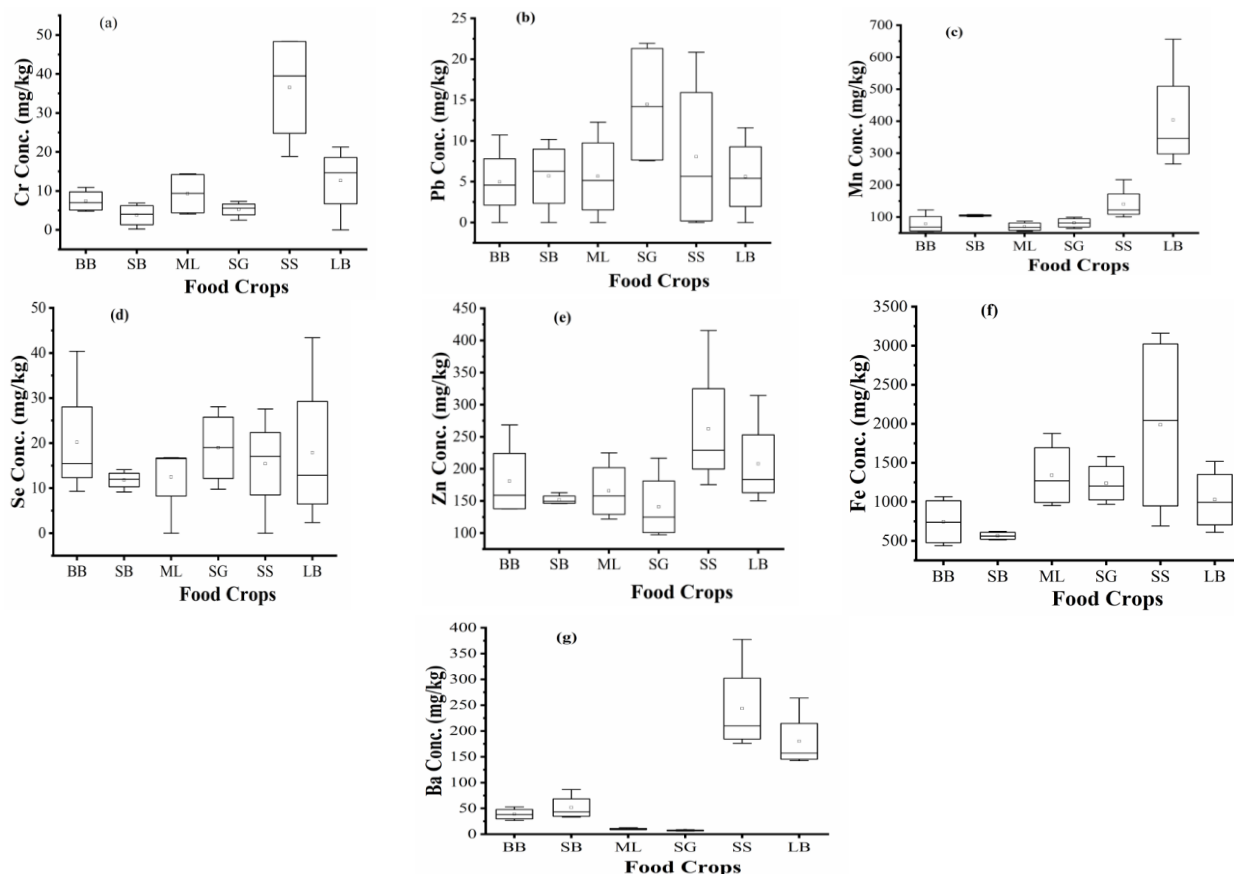 (a)
Cr Conc. (mg/kg)
50
40
30
20
10
0
BB SB ML SG SS LB
Food Crops
(b)
Pb Conc. (mg/kg)
25
20
15
10
5
0
BB SB ML SG SS LB
Food Crops
(c)
Mn Conc. (mg/kg)
700
600
500
400
300
200
100
BB SB ML SG SS LB
Food Crops
(d)
Se Conc. (mg/kg)
50
40
30
20
10
0
BB SB ML SG SS LB
Food Crops
(e)
Zn Conc. (mg/kg)
450
400
350
300
250
200
150
100
BB SB ML SG SS LB
Food Crops
(f)
Fe Conc. (mg/kg)
3500
3000
2500
2000
1500
1000
500
BB SB ML SG SS LB
Food Crops
(g)
Ba Conc. (mg/kg)
400
350
300
250
200
150
100
50
0
BB SB ML SG SS LB
Food Crops